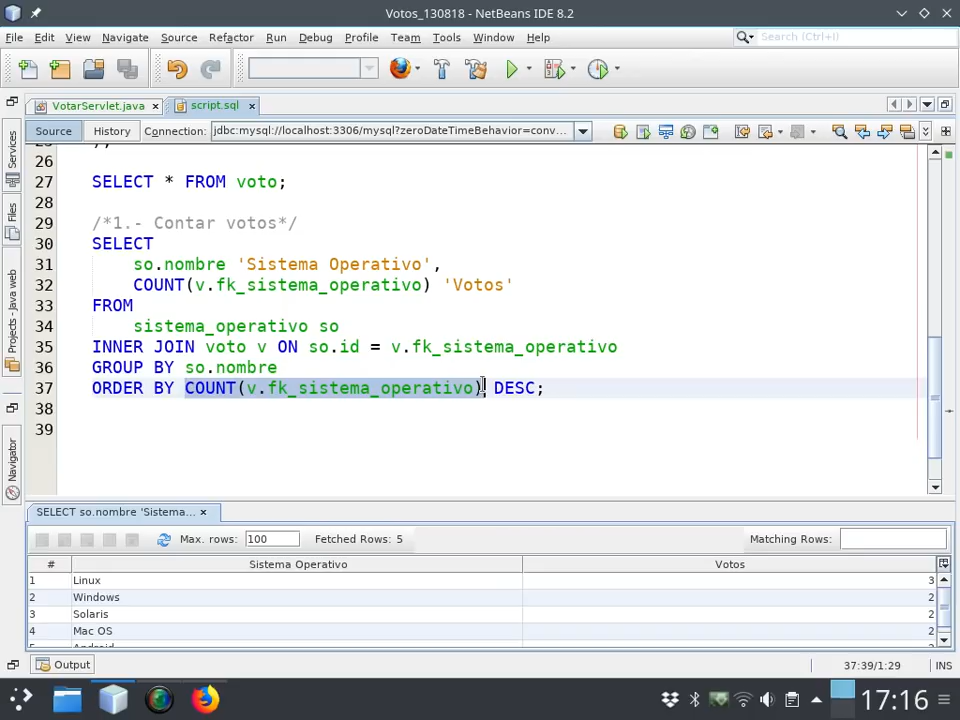 Votos_130818 - NetBeans IDE 8.2
File Edit View Navigate Source Refactor Run Debug Profile Team Tools Window Help
Search (Ctrl+I)
VotarServlet.java
script.sql
Source History Connection: jdbc:mysql://localhost:3306/mysql?zeroDateTimeBehavior=conv...
Services
Files
Projects - Java web
Navigator
26
27 SELECT * FROM voto;
28
29 /*1.- Contar votos*/
30 SELECT
31 so.nombre 'Sistema Operativo',
32 COUNT(v.fk_sistema_operativo) 'Votos'
33 FROM
34 sistema_operativo so
35 INNER JOIN voto v ON so.id = v.fk_sistema_operativo
36 GROUP BY so.nombre
37 ORDER BY COUNT(v.fk_sistema_operativo) DESC;
38
39
SELECT so.nombre 'Sistema...
Max. rows: 100 Fetched Rows: 5 Matching Rows:
# Sistema Operativo Votos
1 Linux 3
2 Windows 2
3 Solaris 2
4 Mac OS 2
Output
37:39/1:29 INS
17:16